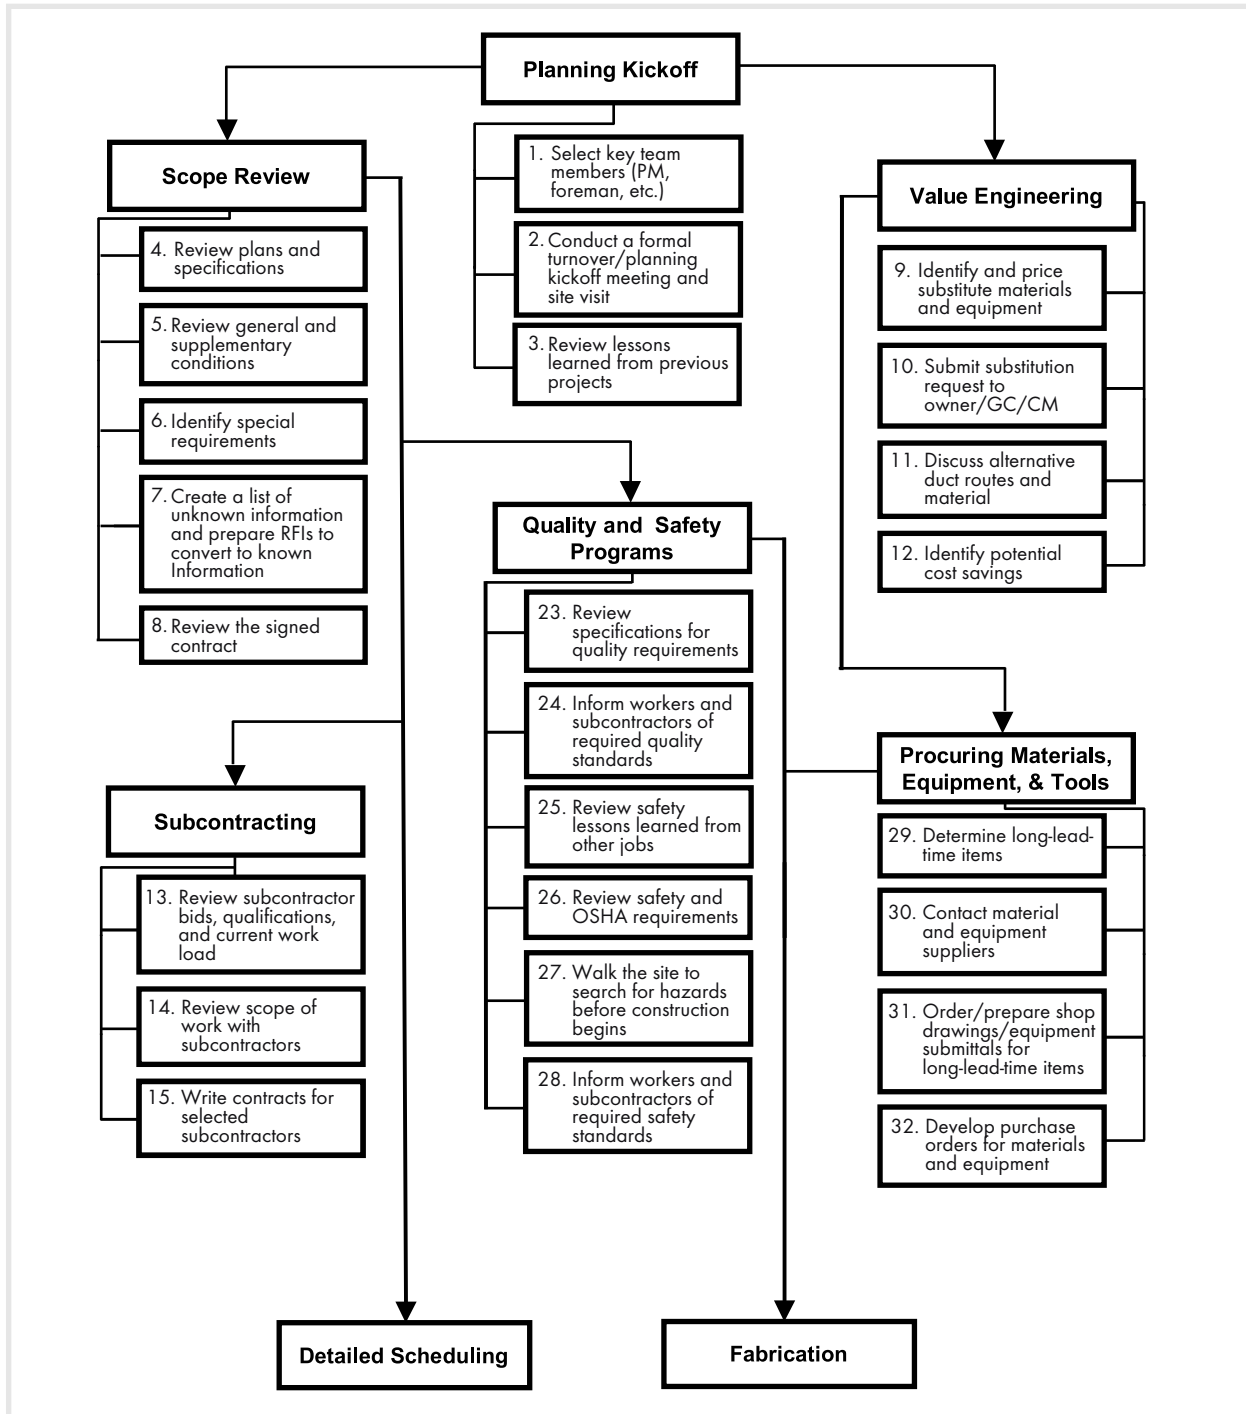 Planning Kickoff
1. Select key team
members (PM,
foreman, etc.)
2. Conduct a formal
turnover/planning
kickoff meeting and
site visit
3. Review lessons
learned from previous
projects
Scope Review
4. Review plans and
specifications
5. Review general and
supplementary
conditions
6. Identify special
requirements
7. Create a list of
unknown information
and prepare RFIs to
convert to known
Information
8. Review the signed
contract
Value Engineering
9. Identify and price
substitute materials
and equipment
10. Submit substitution
request to
owner/GC/CM
11. Discuss alternative
duct routes and
material
12. Identify potential
cost savings
Quality and Safety
Programs
23. Review
specifications for
quality requirements
24. Inform workers and
subcontractors of
required quality
standards
25. Review safety
lessons learned from
other jobs
26. Review safety and
OSHA requirements
27. Walk the site to
search for hazards
before construction
begins
28. Inform workers and
subcontractors of
required safety
standards
Subcontracting
13. Review subcontractor
bids, qualifications,
and current work
load
14. Review scope of
work with
subcontractors
15. Write contracts for
selected
subcontractors
Procuring Materials,
Equipment, & Tools
29. Determine long-lead-
time items
30. Contact material
and equipment
suppliers
31. Order/prepare shop
drawings/equipment
submittals for
long-lead-time items
32. Develop purchase
orders for materials
and equipment
Detailed Scheduling
Fabrication